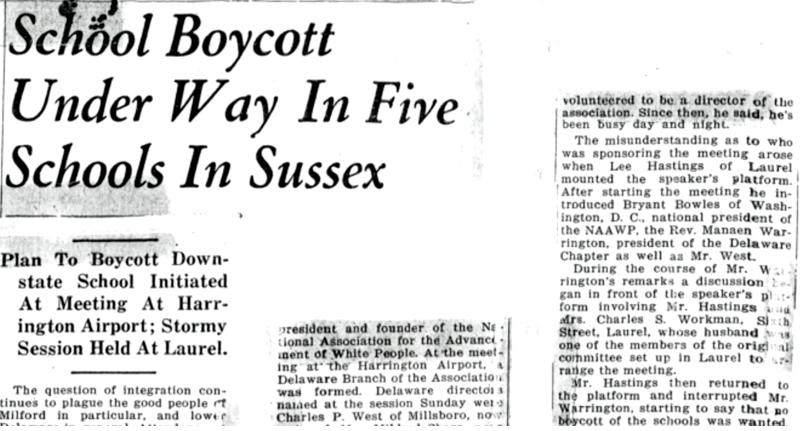 School Boycott
Under Way In Five
Schools In Sussex
Plan To Boycott Down-
state School Initiated
At Meeting At Harr-
ington Airport; Stormy
Session Held At Laurel.
The question of integration con-
tinues to plague the good people of
Milford in particular, and lower
president and founder of the Na-
tional Association for the Advance-
ment of White People. At the meet-
ing at the Harrington Airport, a
Delaware Branch of the Association
was formed. Delaware directors
named at the session Sunday were
Charles P. West of Millsboro, now
volunteered to be a director of the
association. Since then, he said, he's
been busy day and night.
The misunderstanding as to who
was sponsoring the meeting arose
when Lee Hastings of Laurel
mounted the speaker's platform.
After starting the meeting he in-
troduced Bryant Bowles of Wash-
ington, D. C., national president of
the NAAWP, the Rev. Manaen War-
rington, president of the Delaware
Chapter as well as Mr. West.
During the course of Mr. 
rington's remarks a discussion be-
gan in front of the speaker's plat-
form involving Mr. Hastings and
Mrs. Charles S. Workman, Sixth
Street, Laurel, whose husband was
one of the members of the original
committee set up in Laurel to ar-
range the meeting.
Mr. Hastings then returned to
the platform and interrupted Mr.
Warrington, starting to say that no
boycott of the schools was wanted